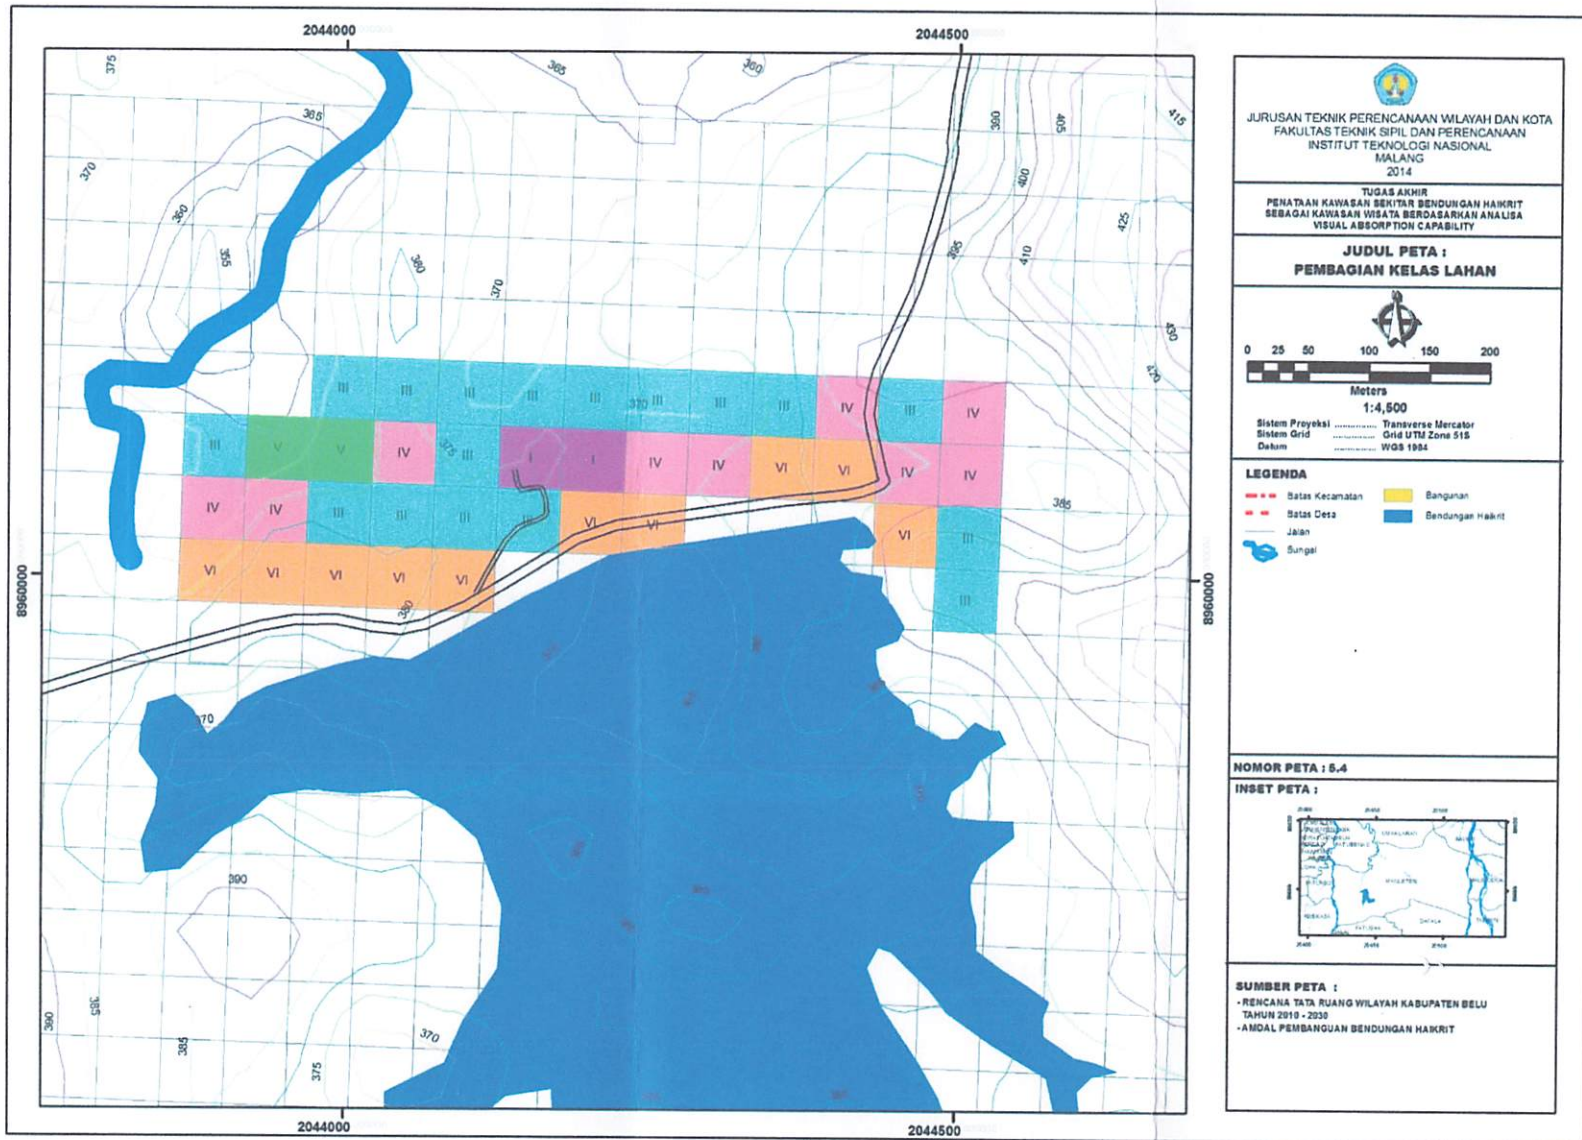 2044000
2044500
375
365
360
365
370
360
355
380
370
390
405
415
400
425
395
410
430
420
III III III III III 370 III III III IV III IV
III V V IV 375 III I I IV IV VI VI IV IV
IV IV III III III III VI VI VI III 385
VI VI VI VI VI III
380
8960000
8960000
70
390
385
390
385
375
370
2044000
2044500
JURUSAN TEKNIK PERENCANAAN WILAYAH DAN KOTA
FAKULTAS TEKNIK SIPIL DAN PERENCANAAN
INSTITUT TEKNOLOGI NASIONAL
MALANG
2014
TUGAS AKHIR
PENATAAN KAWASAN SEKITAR BENDUNGAN HAIKRIT
SEBAGAI KAWASAN WISATA BERDASARKAN ANALISA
VISUAL ABSORPTION CAPABILITY
JUDUL PETA :
PEMBAGIAN KELAS LAHAN
0 25 50 100 150 200
Meters
1:4,500
Sistem Proyeksi .............. Transverse Mercator
Sistem Grid .............. Grid UTM Zone 51S
Datum .............. WGS 1984
LEGENDA
Batas Kecamatan
Bangunan
Batas Desa
Bendungan Haikrit
Jalan
Sungai
NOMOR PETA : 5.4
INSET PETA :
SUMBER PETA :
- RENCANA TATA RUANG WILAYAH KABUPATEN BELU
TAHUN 2010 - 2030
- AMDAL PEMBANGUAN BENDUNGAN HAIKRIT